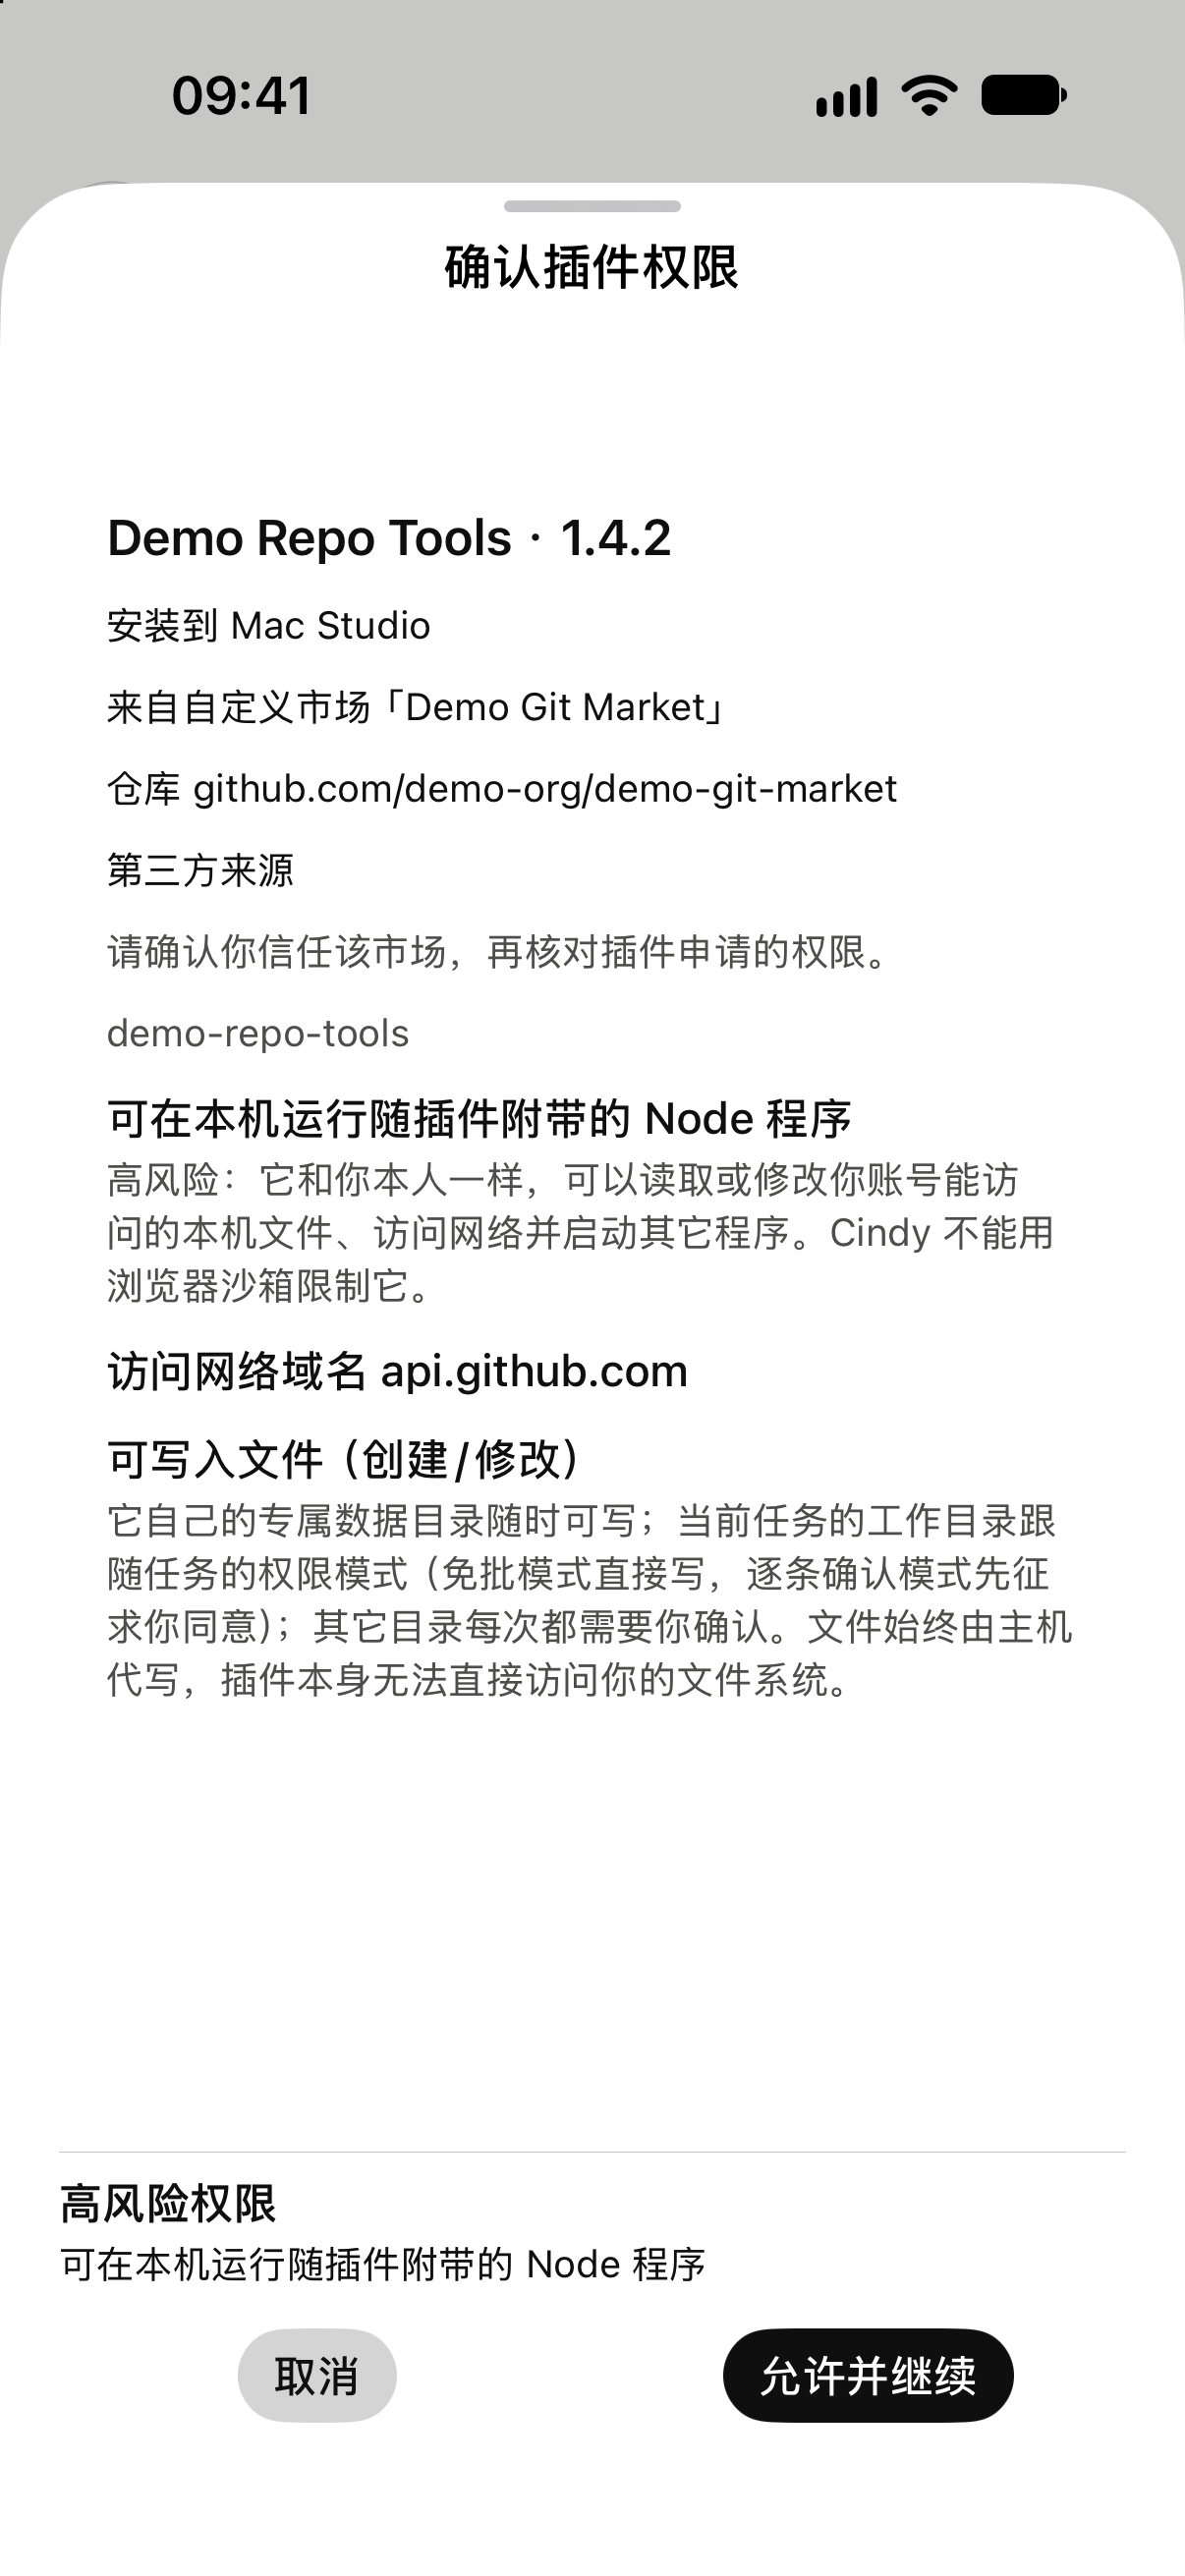 09:41
确认插件权限
Demo Repo Tools · 1.4.2
安装到 Mac Studio
来自自定义市场「Demo Git Market」
仓库 github.com/demo-org/demo-git-market
第三方来源
请确认你信任该市场，再核对插件申请的权限。
demo-repo-tools
可在本机运行随插件附带的 Node 程序
高风险：它和你本人一样，可以读取或修改你账号能访
问的本机文件、访问网络并启动其它程序。Cindy 不能用
浏览器沙箱限制它。
访问网络域名 api.github.com
可写入文件（创建/修改）
它自己的专属数据目录随时可写；当前任务的工作目录跟
随任务的权限模式（免批模式直接写，逐条确认模式先征
求你同意）；其它目录每次都需要你确认。文件始终由主机
代写，插件本身无法直接访问你的文件系统。
高风险权限
可在本机运行随插件附带的 Node 程序
取消
允许并继续